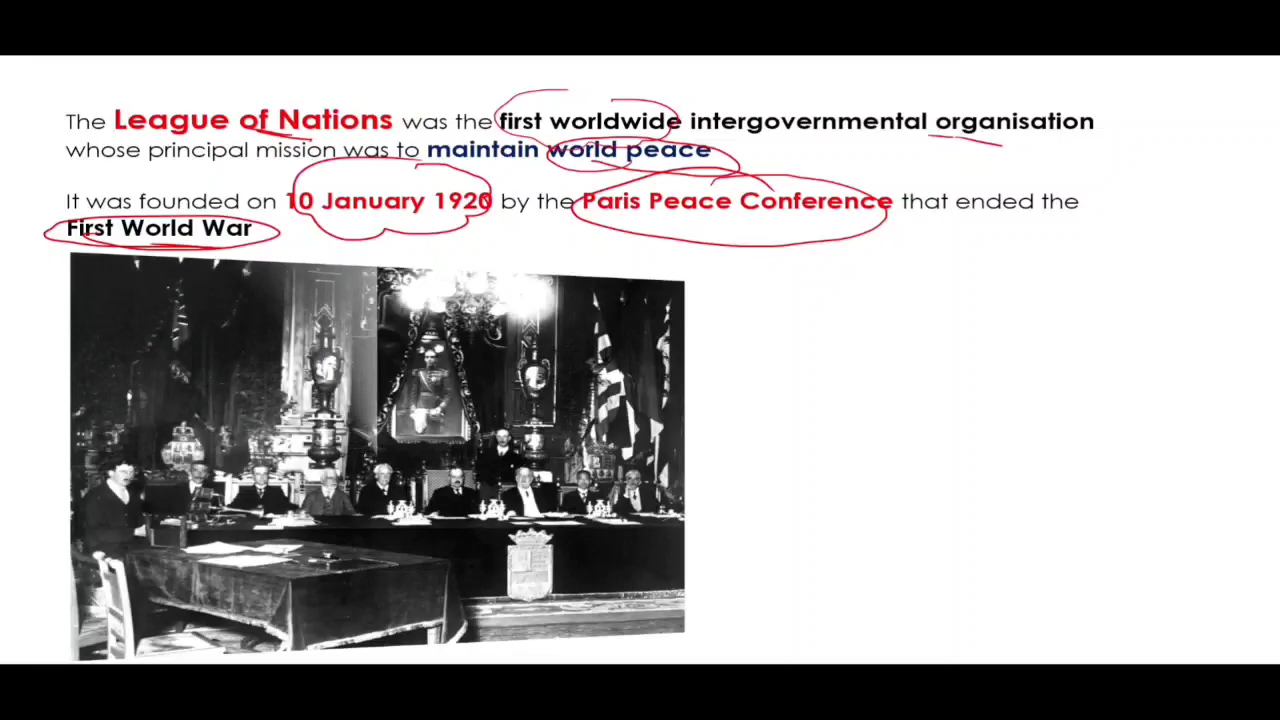 The League of Nations was the first worldwide intergovernmental organisation
whose principal mission was to maintain world peace
It was founded on 10 January 1920 by the Paris Peace Conference that ended the
First World War